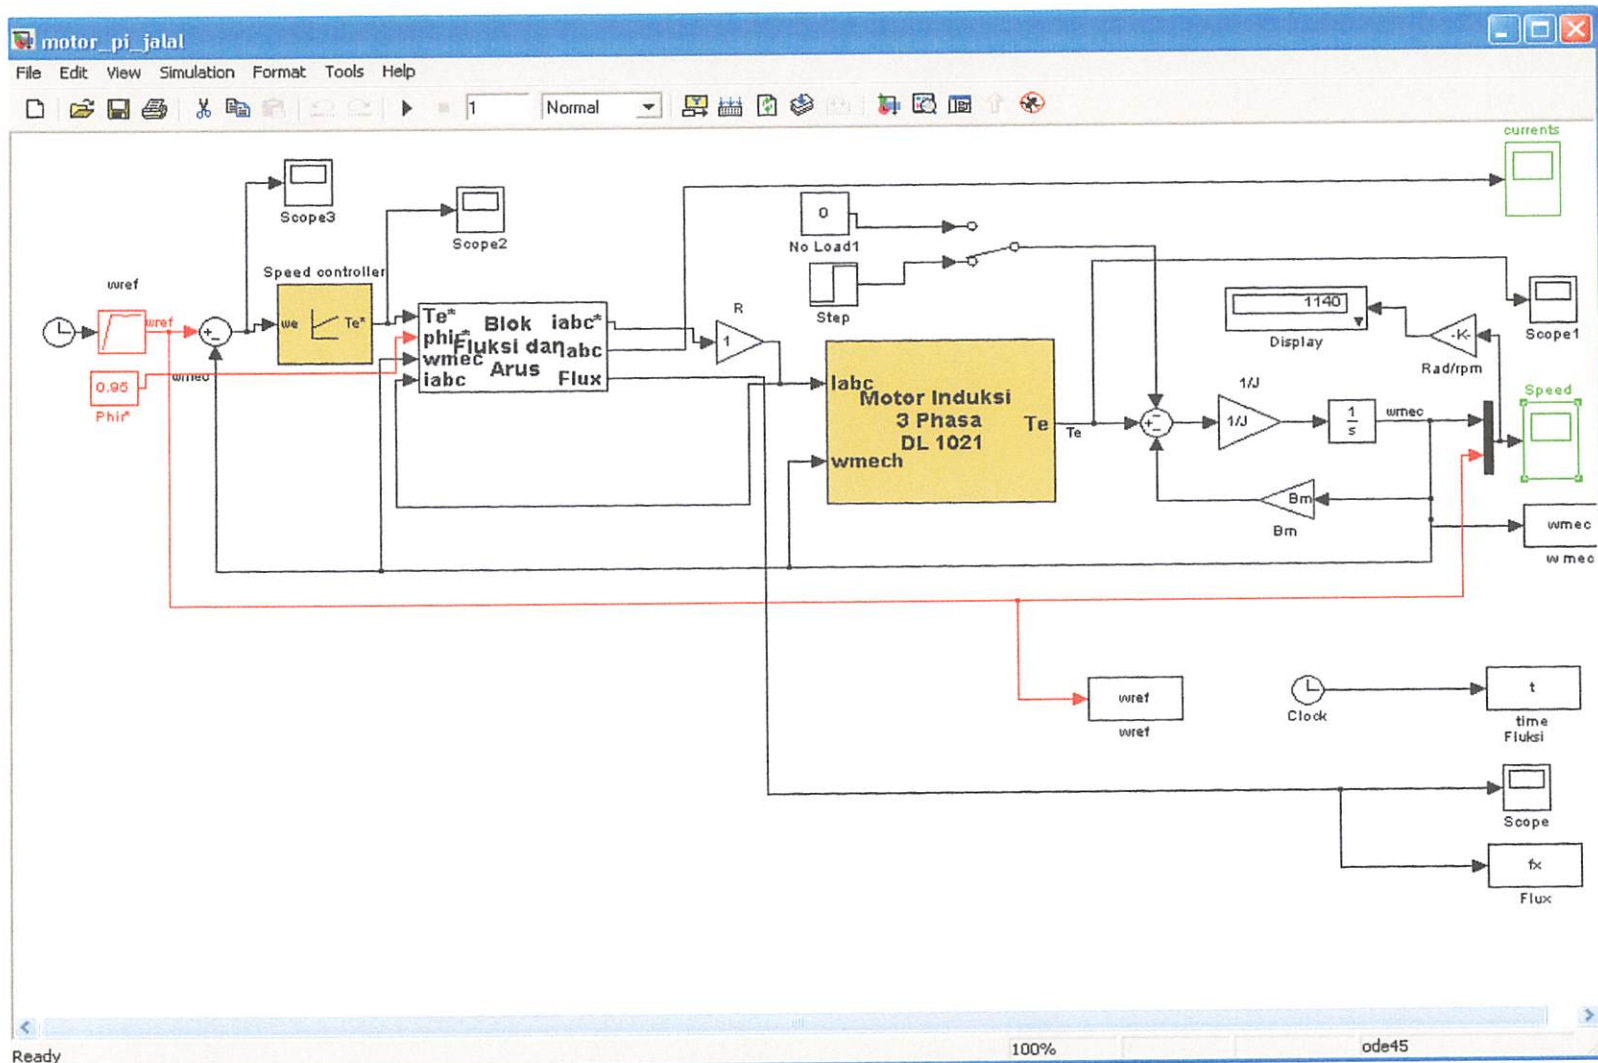 motor_pi_jalal
File Edit View Simulation Format Tools Help
1 Normal
currents
Scope3
Scope2
0
No Load1
Step
wref
Speed controller
we Te*
wref
wmec
0.95
Phir*
Te*
phir*
wmec
iabc
Blok
Fluksi dan
Arus
iabc*
Iabc
Flux
R
1
Iabc
wmech
Motor Induksi
3 Phasa
DL 1021
Te
Te
1140
Display
-K-
Rad/rpm
Scope1
1/J
1/J
1
s
wmec
Speed
Bm
Bm
wmec
w mec
wref
wref
Clock
t
time
Fluksi
Scope
fx
Flux
Ready 100% ode45